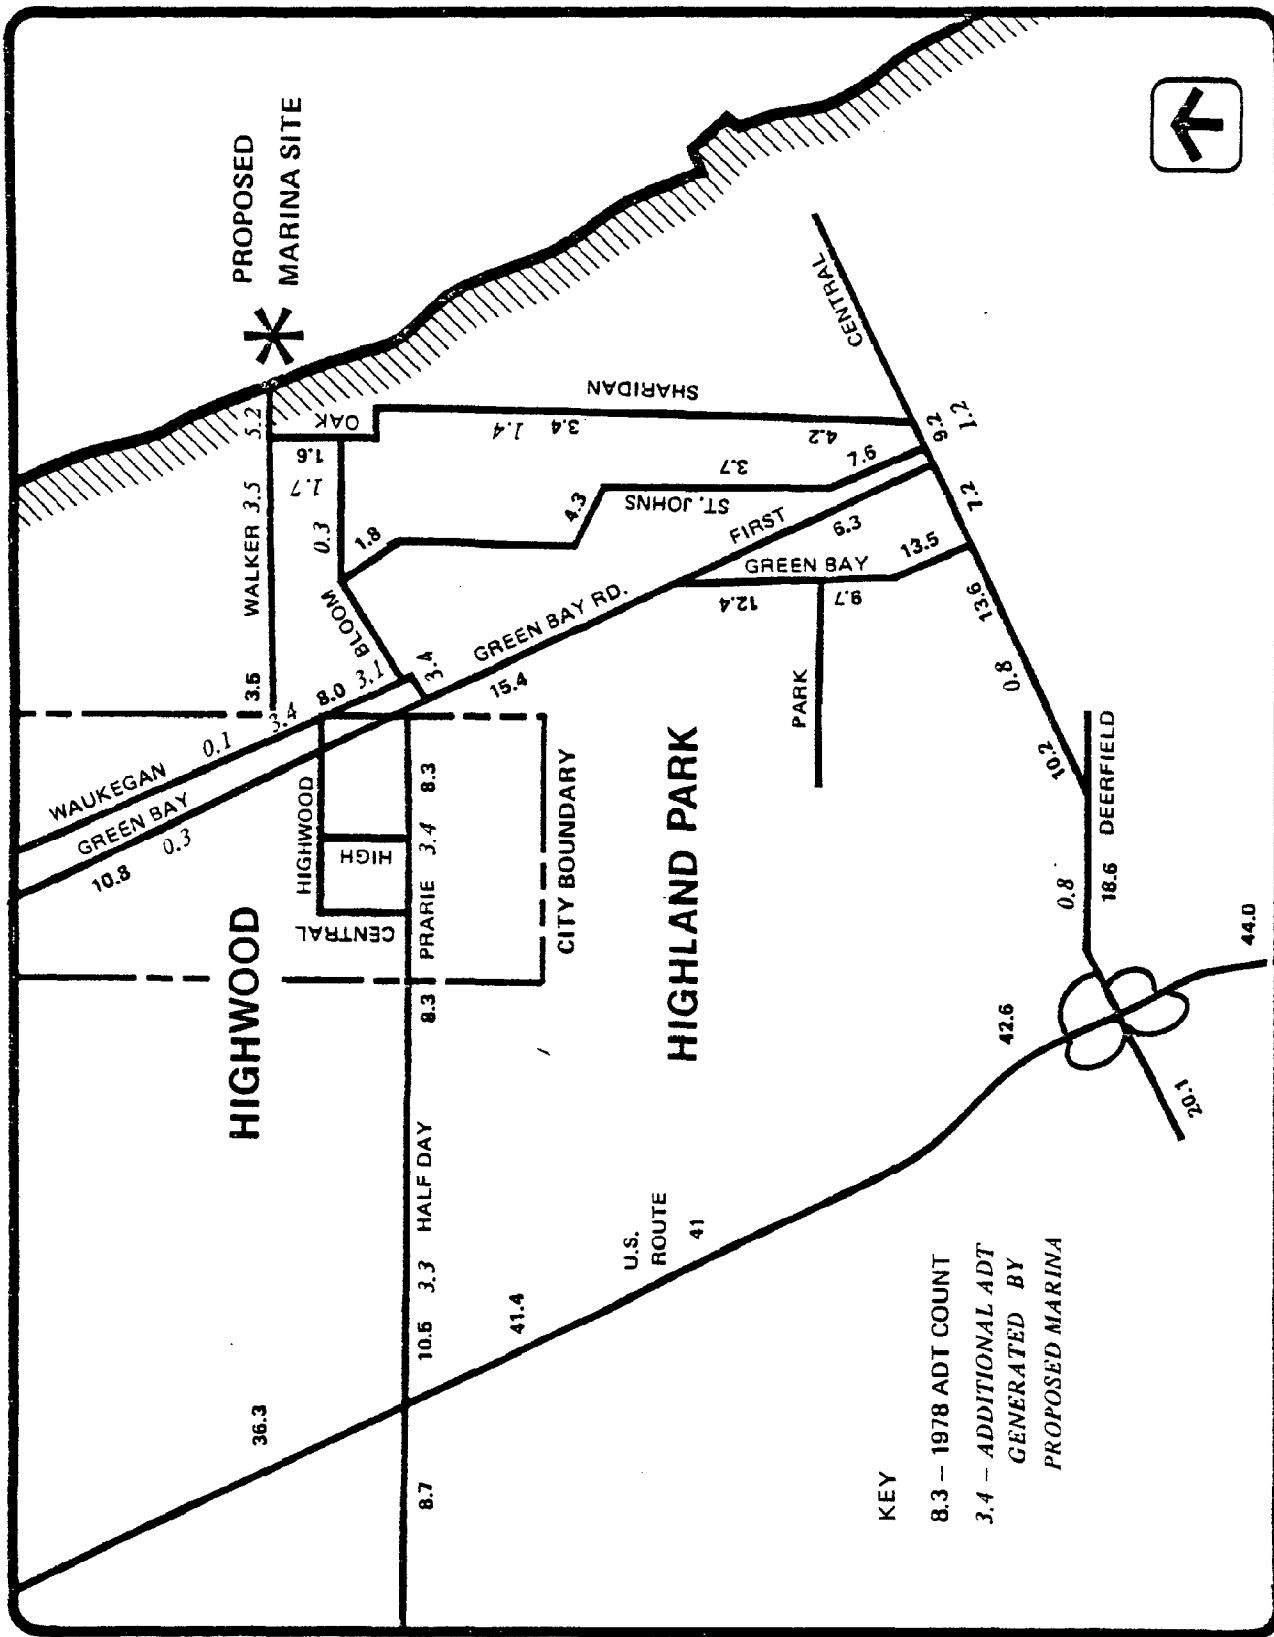 PROPOSED
MARINA SITE
5.2
OAK
1.6
1.7
0.3
1.8
WALKER 3.5
3.5
BLOOM
3.4
8.0
3.1
3.4
WAUKEGAN
0.1
GREEN BAY
10.8
0.3
HIGHWOOD
HIGH
CENTRAL
8.3
PRARIE 3.4
8.3
HIGHWOOD
CITY BOUNDARY
HIGHLAND PARK
SHARIDAN
1.4
3.4
4.2
ST. JOHNS
4.3
3.7
7.6
FIRST
6.3
GREEN BAY RD.
15.4
GREEN BAY
12.4
9.7
13.5
PARK
CENTRAL
9.2
1.2
7.2
13.6
0.8
10.2
DEERFIELD
18.6
0.8
44.0
42.6
20.1
HALF DAY
3.3
10.5
8.7
U.S.
ROUTE
41
41.4
36.3
KEY
8.3 – 1978 ADT COUNT
3.4 – ADDITIONAL ADT
GENERATED BY
PROPOSED MARINA